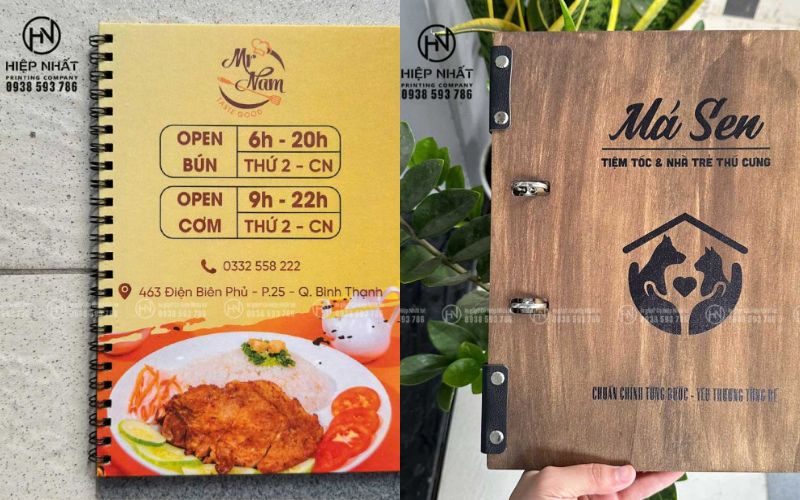 HN
HIỆP NHẤT
PRINTING COMPANY
0938 593 786
Mr Nam
TASTE GOOD
OPEN BÚN
6h - 20h
THỨ 2 - CN
OPEN CƠM
9h - 22h
THỨ 2 - CN
0332 558 222
463 Điện Biên Phủ - P.25 - Q. Bình Thạnh
HN
HIỆP NHẤT
PRINTING COMPANY
0938 593 786
Má Sen
TIỆM TÓC & NHÀ TRẺ THÚ CƯNG
CHUẨN CHỈNH TỪNG BƯỚC - YÊU THƯƠNG TỪNG BÉ